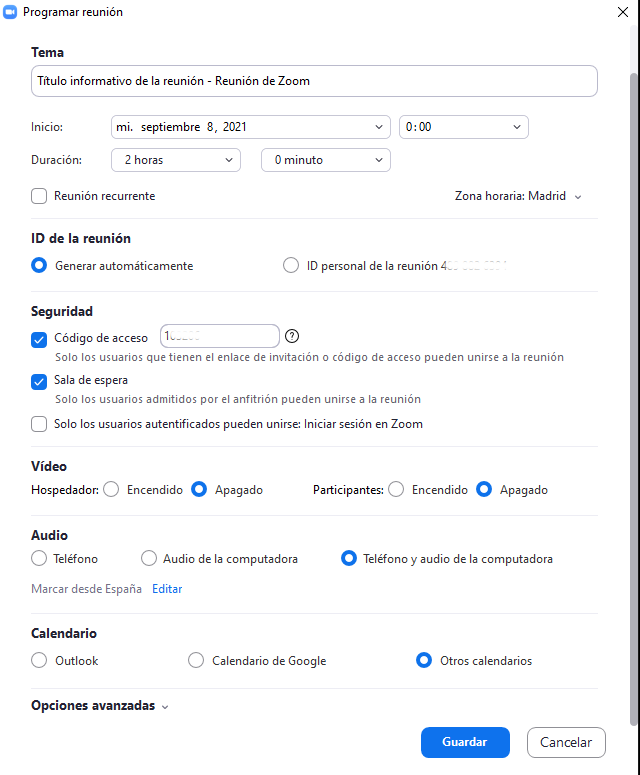 Programar reunión
Tema
Título informativo de la reunión - Reunión de Zoom
Inicio: mi. septiembre 8, 2021 0:00
Duración: 2 horas 0 minuto
Reunión recurrente Zona horaria: Madrid
ID de la reunión
Generar automáticamente ID personal de la reunión
Seguridad
Código de acceso
Solo los usuarios que tienen el enlace de invitación o código de acceso pueden unirse a la reunión
Sala de espera
Solo los usuarios admitidos por el anfitrión pueden unirse a la reunión
Solo los usuarios autentificados pueden unirse: Iniciar sesión en Zoom
Vídeo
Hospedador: Encendido Apagado Participantes: Encendido Apagado
Audio
Teléfono Audio de la computadora Teléfono y audio de la computadora
Marcar desde España Editar
Calendario
Outlook Calendario de Google Otros calendarios
Opciones avanzadas
Guardar Cancelar